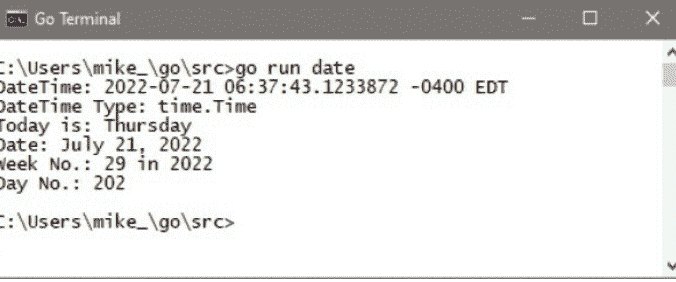 Go Terminal
C:\Users\mike_\go\src>go run date
DateTime: 2022-07-21 06:37:43.1233872 -0400 EDT
DateTime Type: time.Time
Today is: Thursday
Date: July 21, 2022
Week No.: 29 in 2022
Day No.: 202
C:\Users\mike_\go\src>